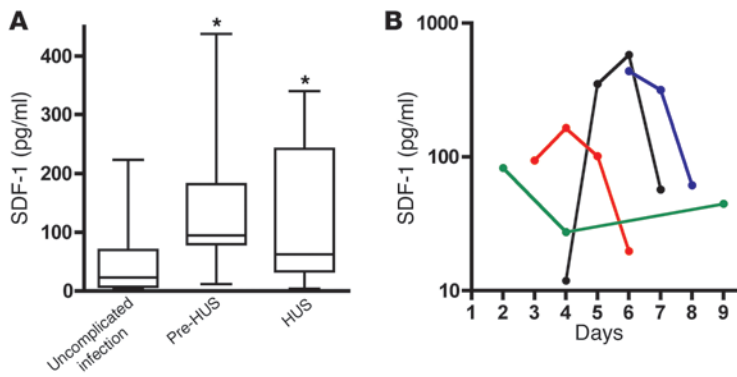 A
SDF-1 (pg/ml)
400
300
200
100
0
*
*
Uncomplicated
infection
Pre-HUS
HUS
B
SDF-1 (pg/ml)
1000
100
10
1 2 3 4 5 6 7 8 9
Days